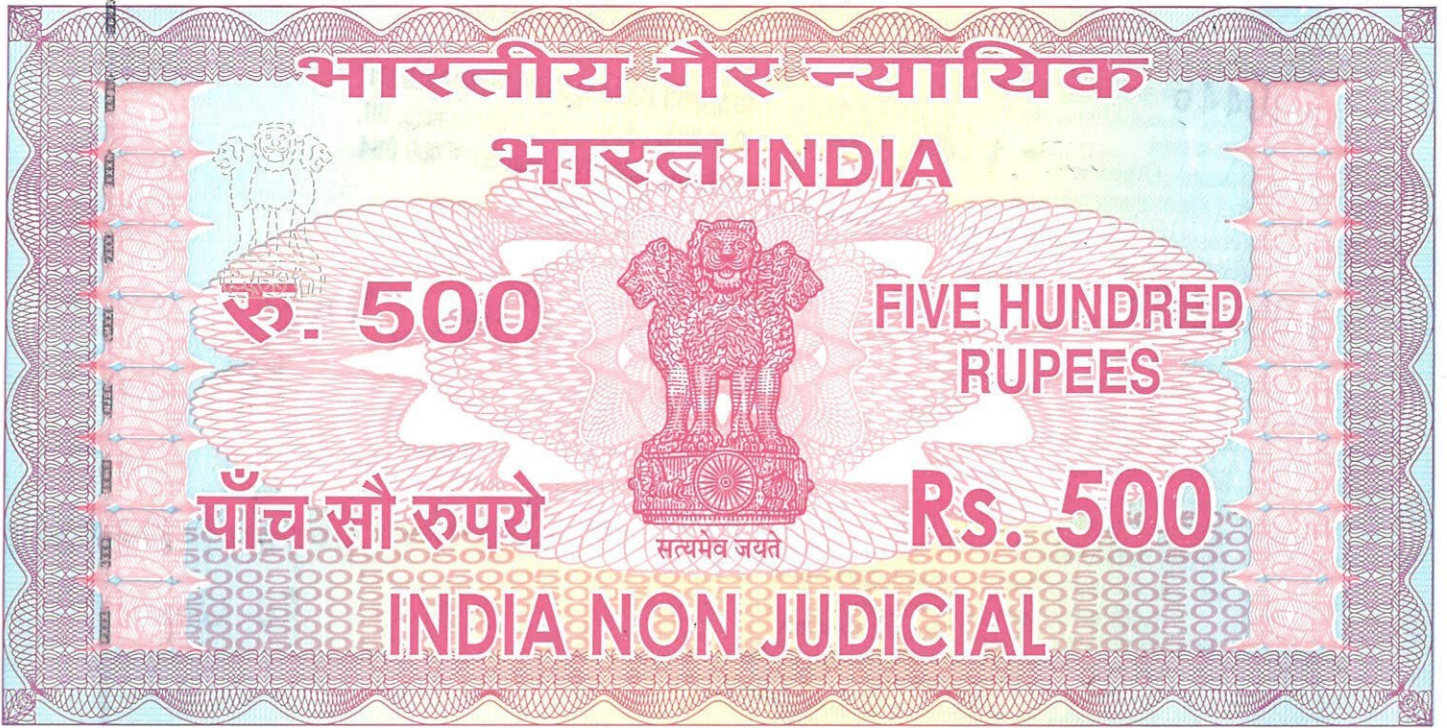 भारतीय गैर न्यायिक
भारत INDIA
रु. 500
FIVE HUNDRED
RUPEES
पाँच सौ रुपये
Rs. 500
सत्यमेव जयते
INDIA NON JUDICIAL